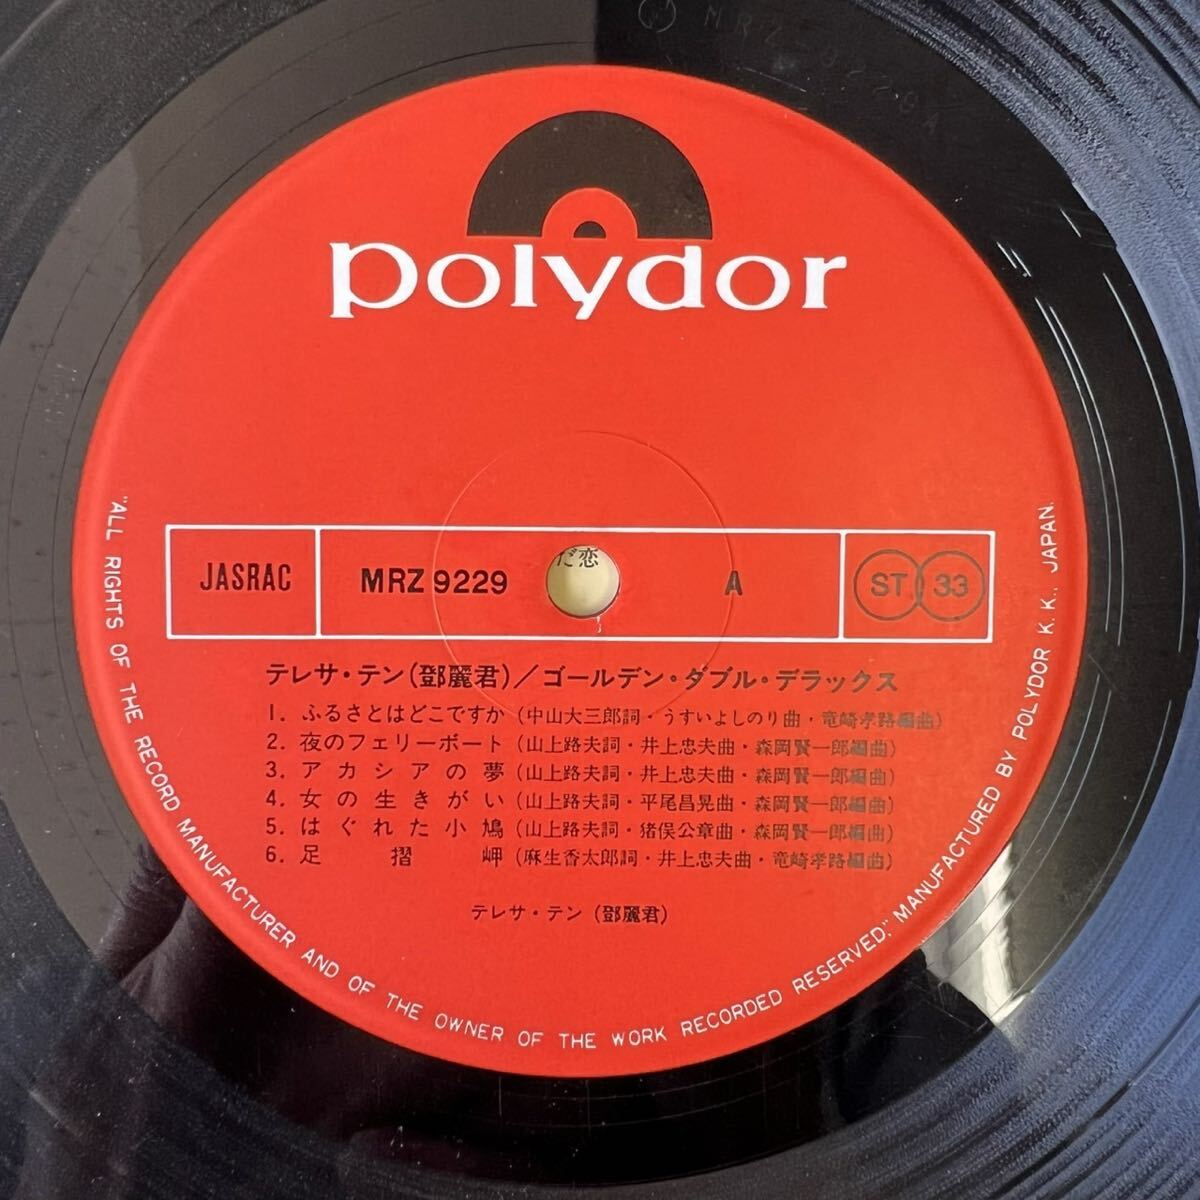 MRZ-9229A
polydor
JASRAC
MRZ 9229
だ恋
A
ST 33
テレサ・テン(鄧麗君)/ゴールデン・ダブル・デラックス
1. ふるさとはどこですか (中山大三郎詞・うすいよしのり曲・竜崎孝路編曲)
2. 夜のフェリーボート (山上路夫詞・井上忠夫曲・森岡賢一郎編曲)
3. アカシアの夢 (山上路夫詞・井上忠夫曲・森岡賢一郎編曲)
4. 女の生きがい (山上路夫詞・平尾昌晃曲・森岡賢一郎編曲)
5. はぐれた小鳩 (山上路夫詞・猪俣公章曲・森岡賢一郎編曲)
6. 足摺岬 (麻生香太郎詞・井上忠夫曲・竜崎孝路編曲)
テレサ・テン (鄧麗君)
"ALL RIGHTS OF THE RECORD MANUFACTURER AND OF THE OWNER OF THE WORK RECORDED RESERVED," MANUFACTURED BY POLYDOR K. K., JAPAN.